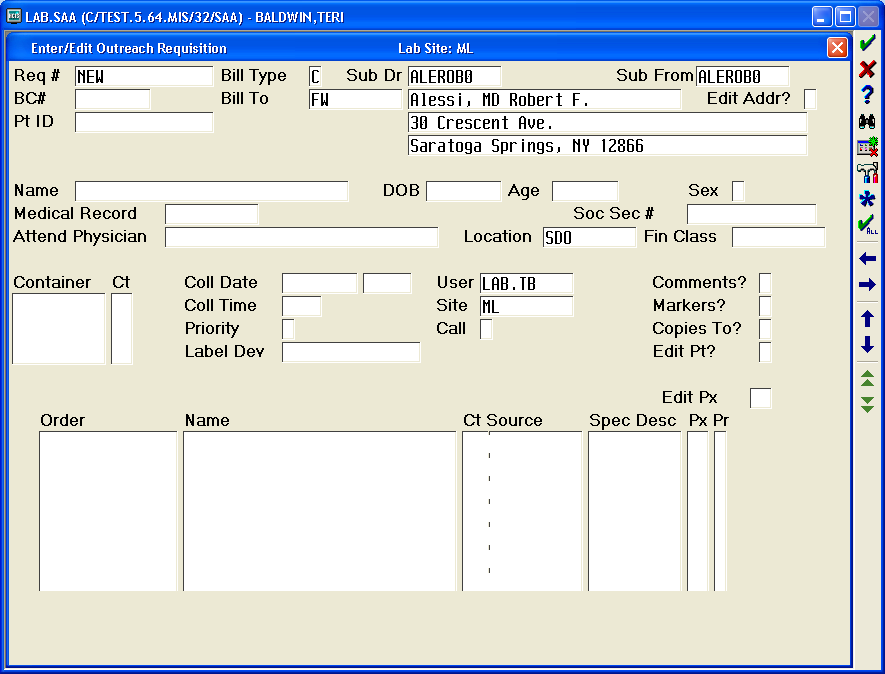 LAB.SAA (C/TEST.5.64.MIS/32/SAA) - BALDWIN,TERI
Enter/Edit Outreach Requisition Lab Site: ML
Req # NEW Bill Type C Sub Dr ALEROB0 Sub From ALEROB0
BC# Bill To FW Alessi, MD Robert F. Edit Addr?
Pt ID 30 Crescent Ave.
Saratoga Springs, NY 12866
Name DOB Age Sex
Medical Record Soc Sec #
Attend Physician Location SDO Fin Class
Container Ct Coll Date User LAB.TB Comments?
Coll Time Site ML Markers?
Priority Call Copies To?
Label Dev Edit Pt?
Edit Px
Order Name Ct Source Spec Desc Px Pr
ALL